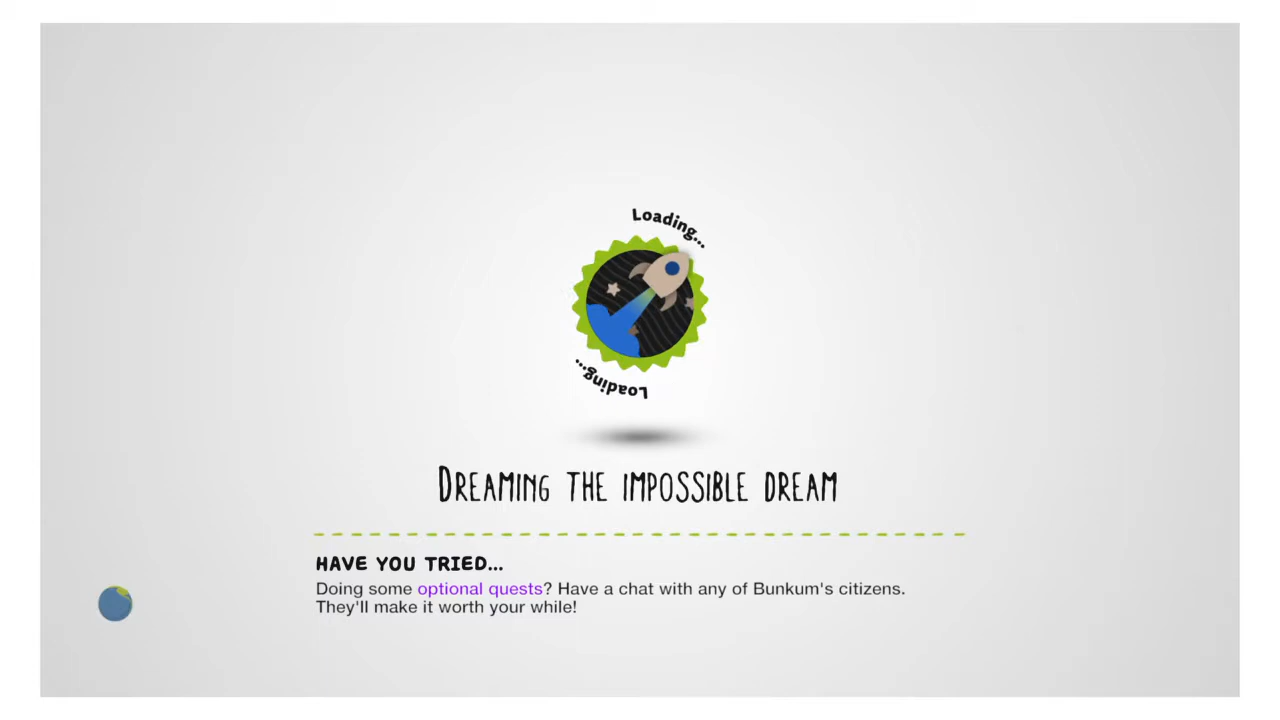 Loading...
Loading...
Dreaming the impossible dream
HAVE YOU TRIED...
Doing some optional quests? Have a chat with any of Bunkum's citizens.
They'll make it worth your while!